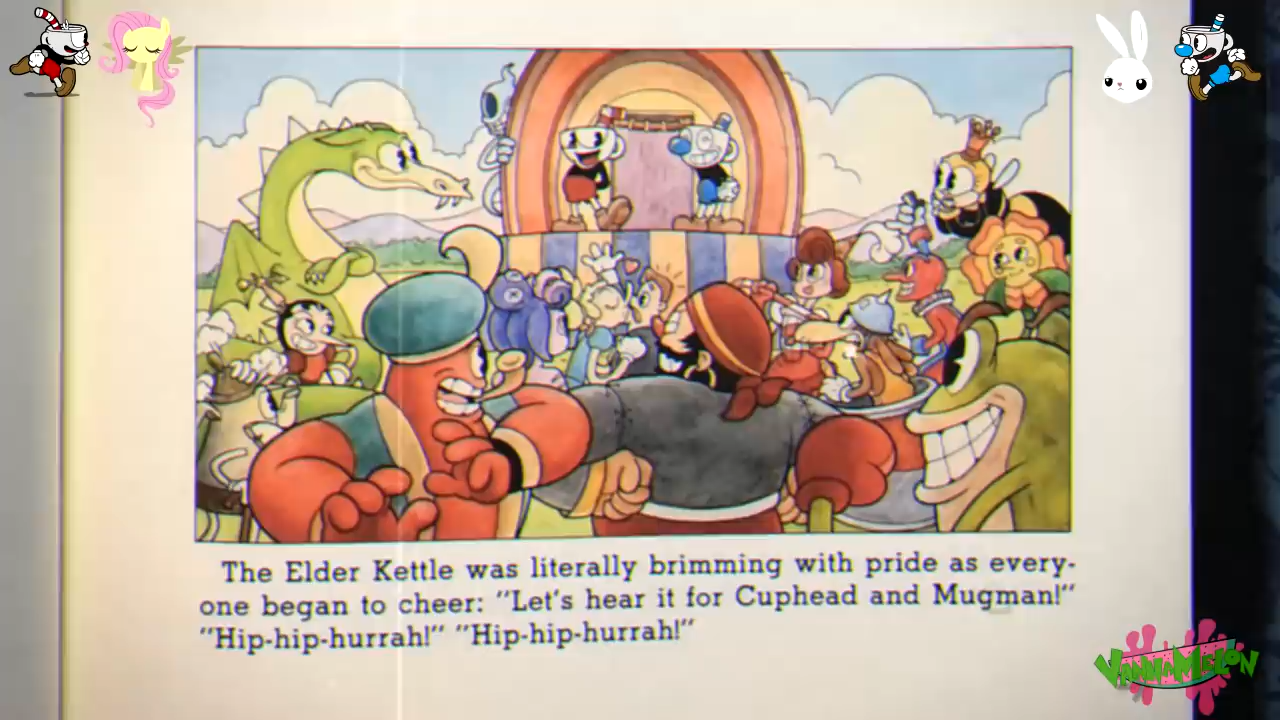 The Elder Kettle was literally brimming with pride as every-
one began to cheer: "Let's hear it for Cuphead and Mugman!"
"Hip-hip-hurrah!" "Hip-hip-hurrah!"
VANNAMELON